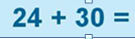 24 + 30 =